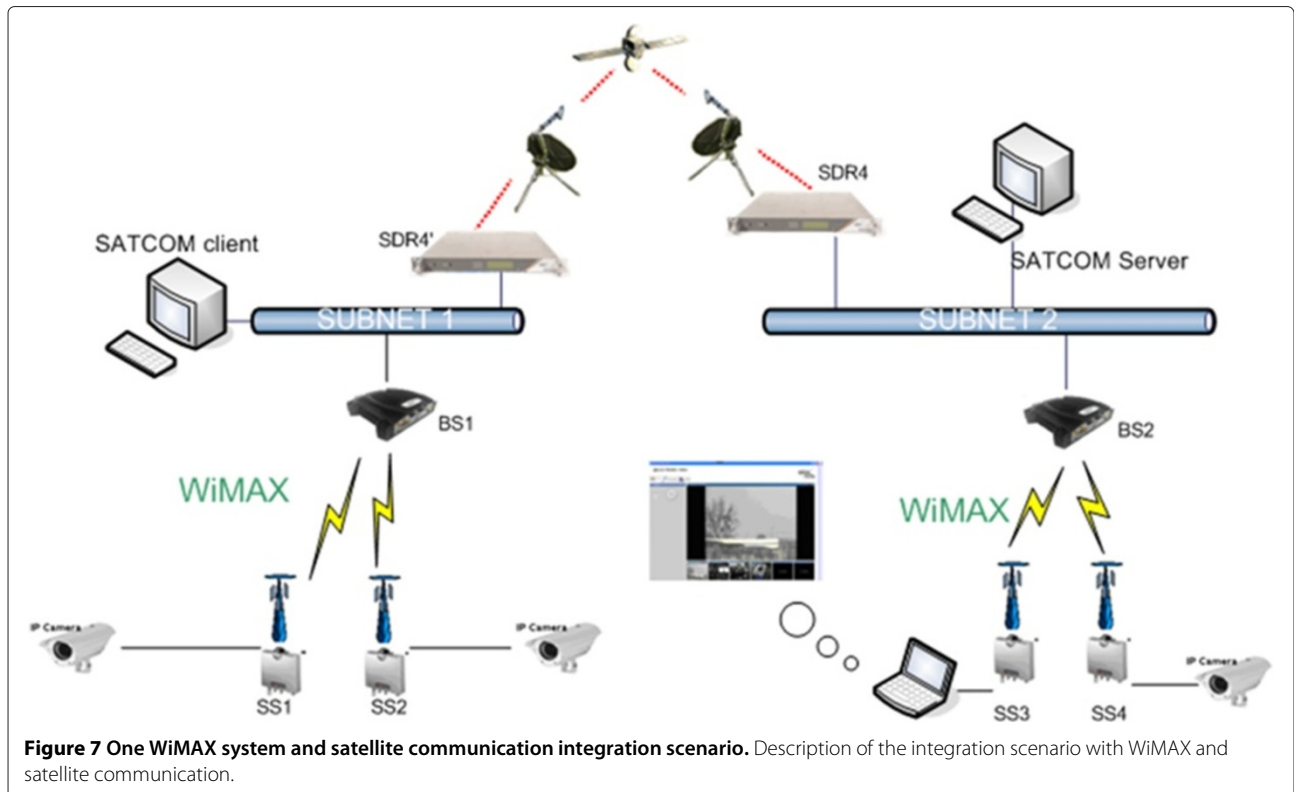 SDR4
SDR4'
SATCOM client
SATCOM Server
SUBNET 1
SUBNET 2
BS1
BS2
WiMAX
WiMAX
IP Camera
IP Camera
IP Camera
SS1
SS2
SS3
SS4
Figure 7 One WiMAX system and satellite communication integration scenario. Description of the integration scenario with WiMAX and
satellite communication.